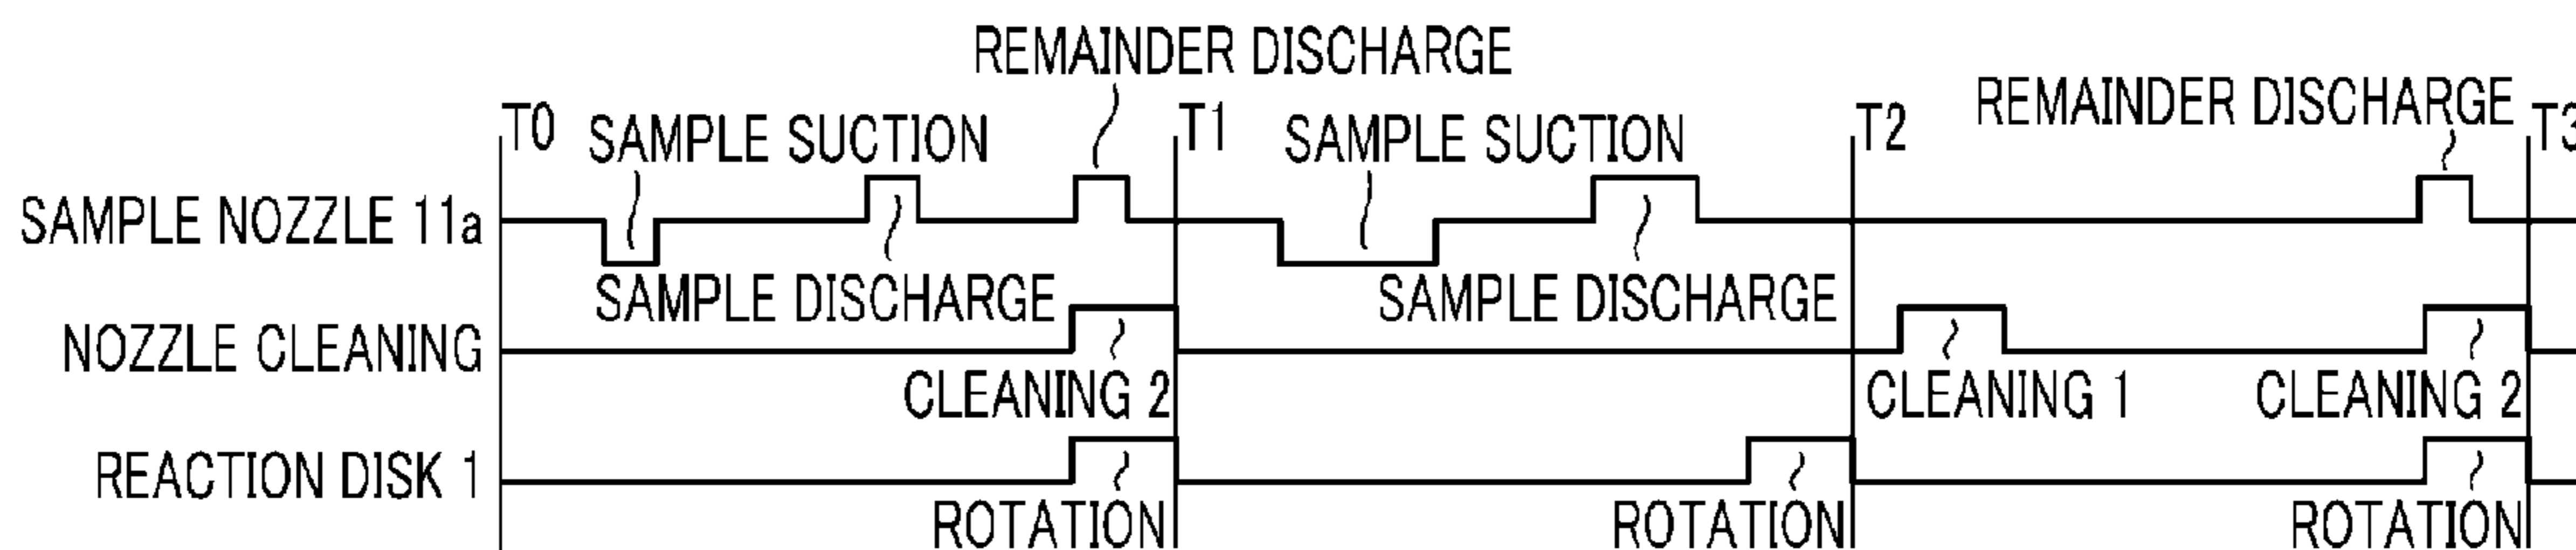 REMAINDER DISCHARGE
T0
SAMPLE SUCTION
T1
SAMPLE SUCTION
T2
REMAINDER DISCHARGE
T3
SAMPLE NOZZLE 11a
SAMPLE DISCHARGE
SAMPLE DISCHARGE
NOZZLE CLEANING
CLEANING 2
CLEANING 1
CLEANING 2
REACTION DISK 1
ROTATION
ROTATION
ROTATION